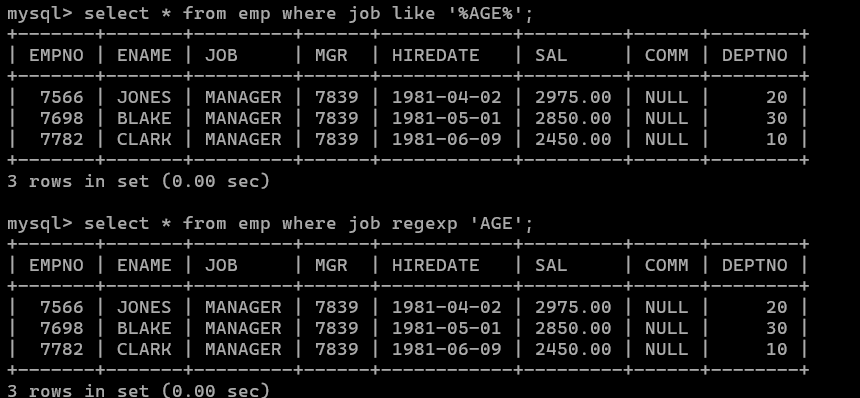 mysql> select * from emp where job like '%AGE%';
+-------+-------+---------+------+------------+---------+------+--------+
| EMPNO | ENAME | JOB     | MGR  | HIREDATE   | SAL     | COMM | DEPTNO |
+-------+-------+---------+------+------------+---------+------+--------+
|  7566 | JONES | MANAGER | 7839 | 1981-04-02 | 2975.00 | NULL |     20 |
|  7698 | BLAKE | MANAGER | 7839 | 1981-05-01 | 2850.00 | NULL |     30 |
|  7782 | CLARK | MANAGER | 7839 | 1981-06-09 | 2450.00 | NULL |     10 |
+-------+-------+---------+------+------------+---------+------+--------+
3 rows in set (0.00 sec)

mysql> select * from emp where job regexp 'AGE';
+-------+-------+---------+------+------------+---------+------+--------+
| EMPNO | ENAME | JOB     | MGR  | HIREDATE   | SAL     | COMM | DEPTNO |
+-------+-------+---------+------+------------+---------+------+--------+
|  7566 | JONES | MANAGER | 7839 | 1981-04-02 | 2975.00 | NULL |     20 |
|  7698 | BLAKE | MANAGER | 7839 | 1981-05-01 | 2850.00 | NULL |     30 |
|  7782 | CLARK | MANAGER | 7839 | 1981-06-09 | 2450.00 | NULL |     10 |
+-------+-------+---------+------+------------+---------+------+--------+
3 rows in set (0.00 sec)